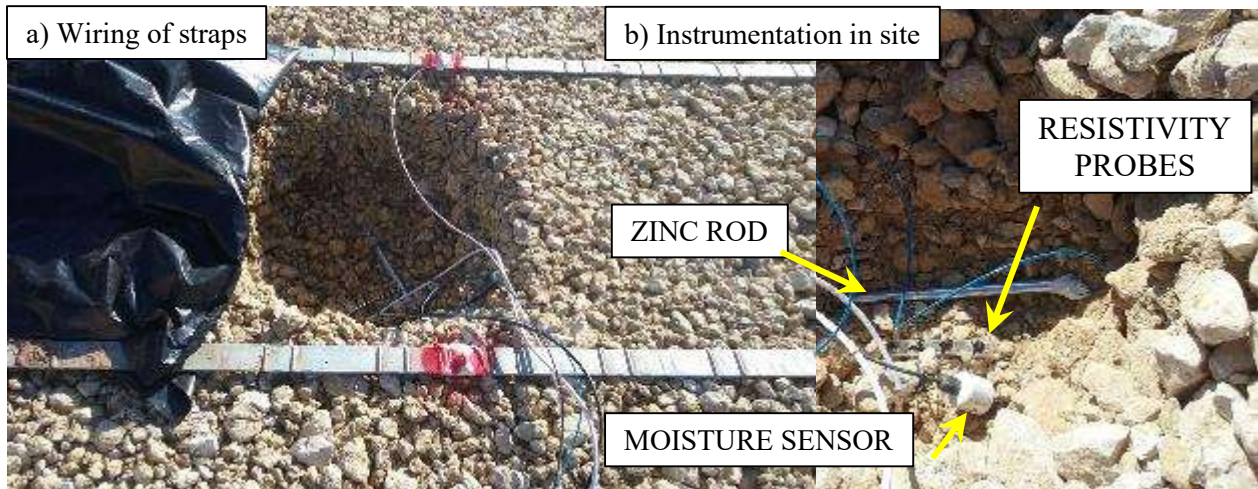 a) Wiring of straps
b) Instrumentation in site
RESISTIVITY
PROBES
ZINC ROD
MOISTURE SENSOR